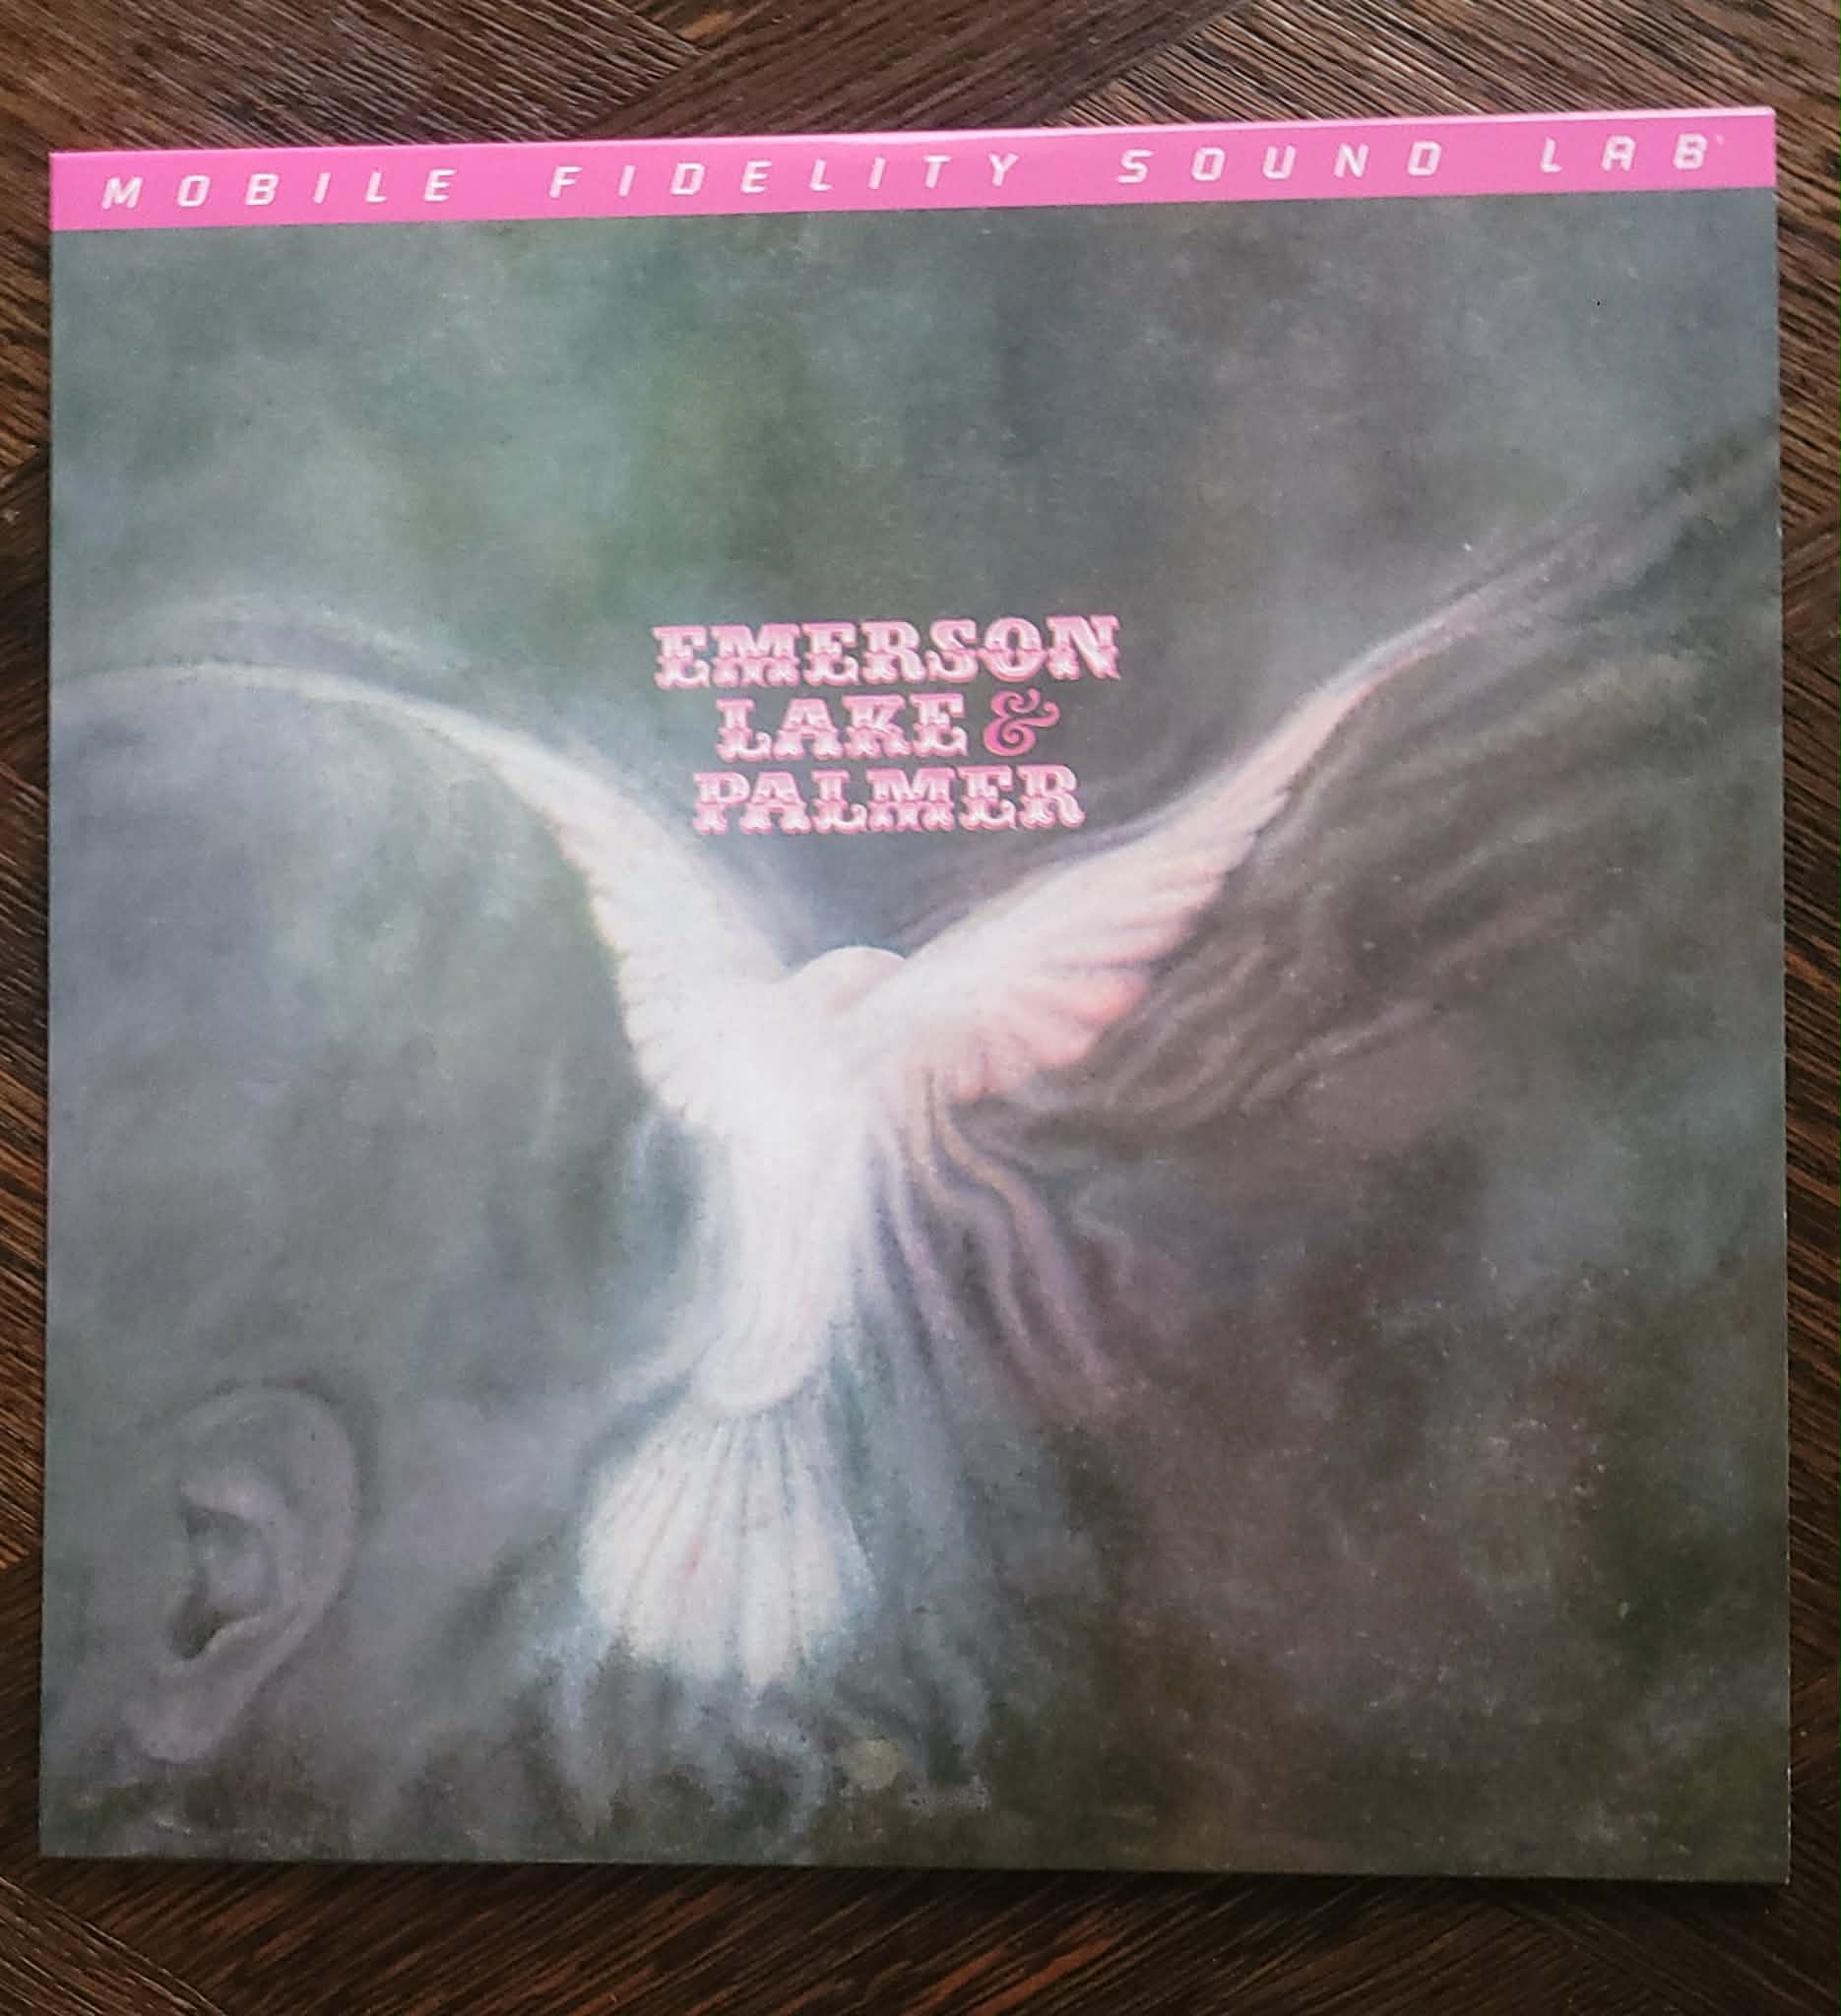 MOBILE FIDELITY SOUND LAB
EMERSON
LAKE &
PALMER